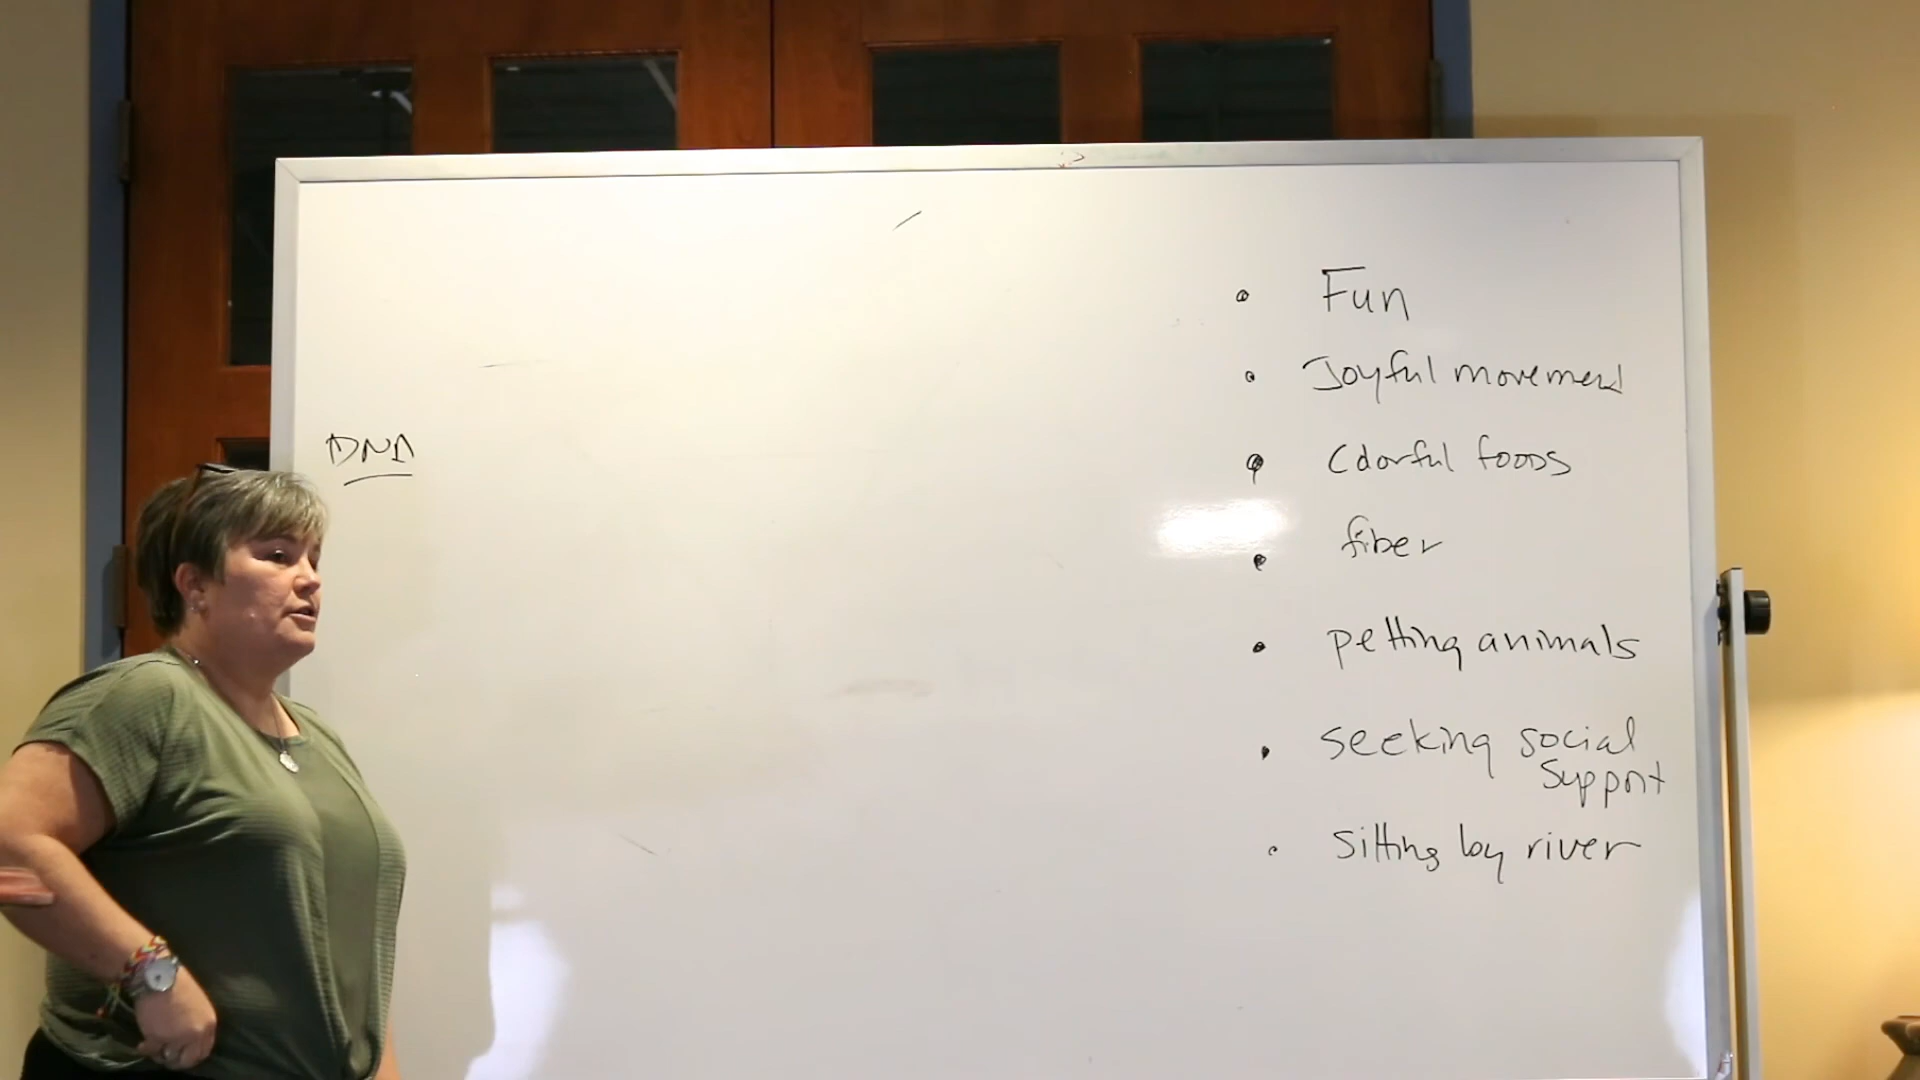 DNA
• Fun
• Joyful movement
• Colorful foods
• fiber
• petting animals
• seeking social
support
• sitting by river